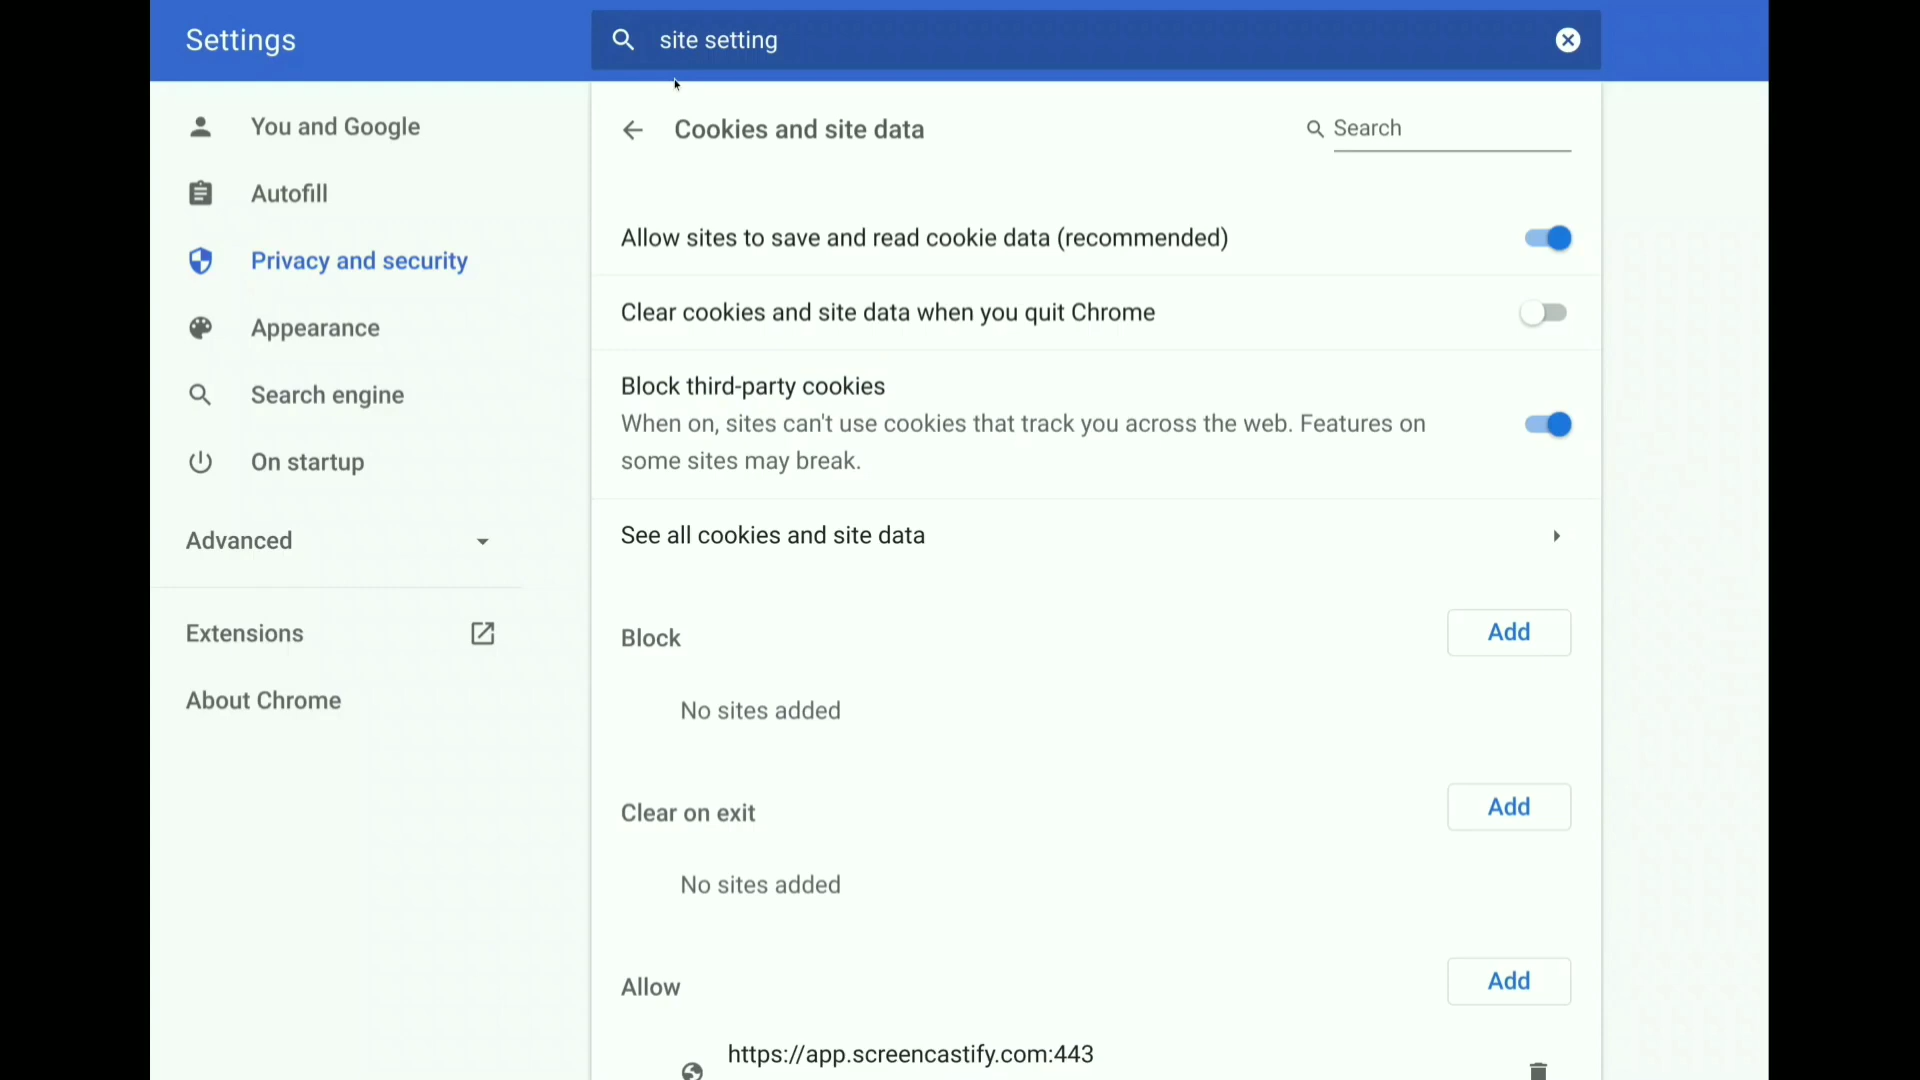 Settings
site setting
You and Google
Autofill
Privacy and security
Appearance
Search engine
On startup
Advanced
Extensions
About Chrome
Cookies and site data
Search
Allow sites to save and read cookie data (recommended)
Clear cookies and site data when you quit Chrome
Block third-party cookies
When on, sites can't use cookies that track you across the web. Features on
some sites may break.
See all cookies and site data
Block
Add
No sites added
Clear on exit
Add
No sites added
Allow
Add
https://app.screencastify.com:443